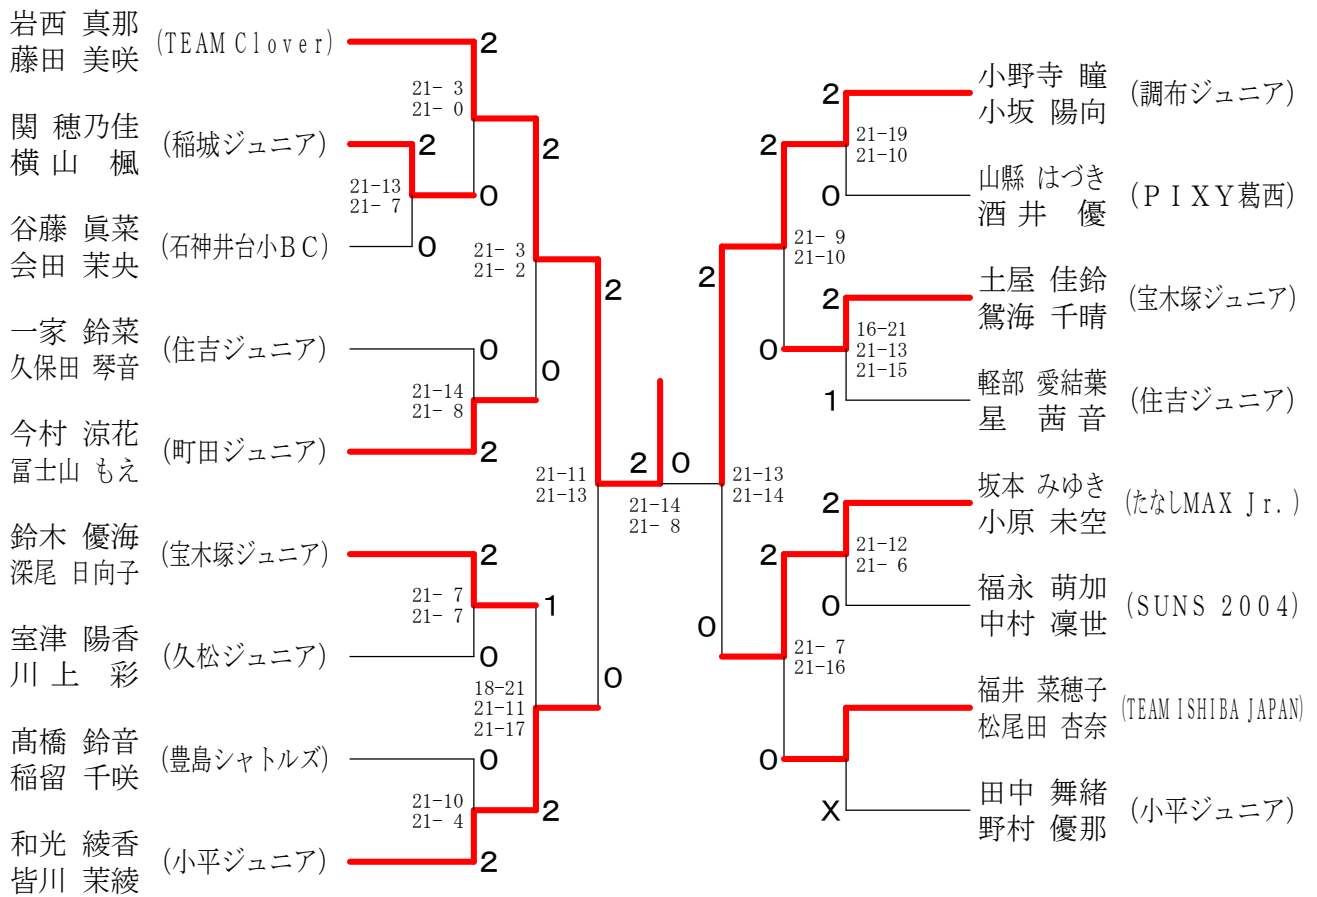 岩西 真那
藤田 美咲
(TEAM Clover)
2
21- 3
21- 0
関 穂乃佳
横山 楓
(稲城ジュニア)
2
2
21-13
21- 7
0
谷藤 眞菜
会田 茉央
(石神井台小BC)
0
21- 3
21- 2
2
一家 鈴菜
久保田 琴音
(住吉ジュニア)
0
0
21-14
21- 8
今村 涼花
冨士山 もえ
(町田ジュニア)
2
21-11
21-13
2 0
21-14
21- 8
鈴木 優海
深尾 日向子
(宝木塚ジュニア)
2
21- 7
21- 7
1
室津 陽香
川上 彩
(久松ジュニア)
0
0
18-21
21-11
21-17
髙橋 鈴音
稲留 千咲
(豊島シャトルズ)
0
21-10
21- 4
2
和光 綾香
皆川 茉綾
(小平ジュニア)
2
小野寺 瞳
小坂 陽向
(調布ジュニア)
2
21-19
21-10
2
山縣 はづき
酒井 優
(PIXY葛西)
0
21- 9
21-10
2
土屋 佳鈴
鴛海 千晴
(宝木塚ジュニア)
2
16-21
21-13
21-15
0
軽部 愛結葉
星 茜音
(住吉ジュニア)
1
21-13
21-14
坂本 みゆき
小原 未空
(たなしMAX Jr.)
2
21-12
21- 6
2
福永 萌加
中村 凜世
(SUNS 2004)
0
0
21- 7
21-16
福井 菜穂子
松尾田 杏奈
(TEAM ISHIBA JAPAN)
0
田中 舞緒
野村 優那
(小平ジュニア)
X